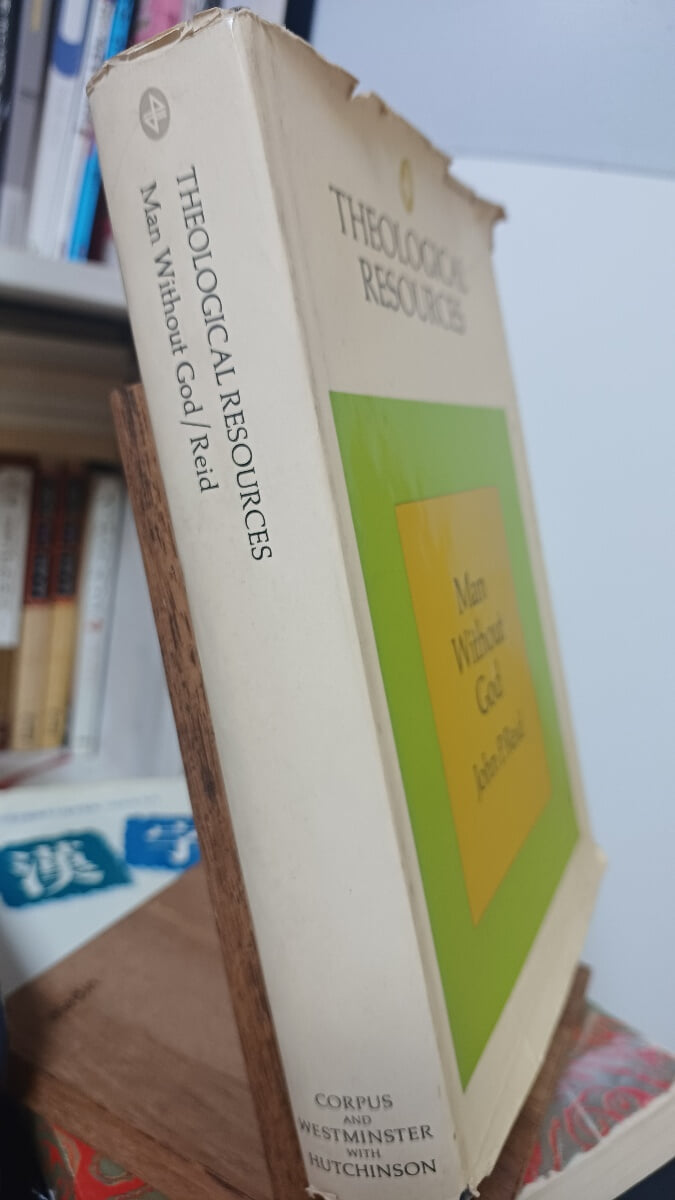 THEOLOGICAL RESOURCES
Man Without God/Reid
CORPUS
AND
WESTMINSTER
WITH
HUTCHINSON
THEOLOGICAL
RESOURCES
Man
Without
God
John P. Reid
漢字